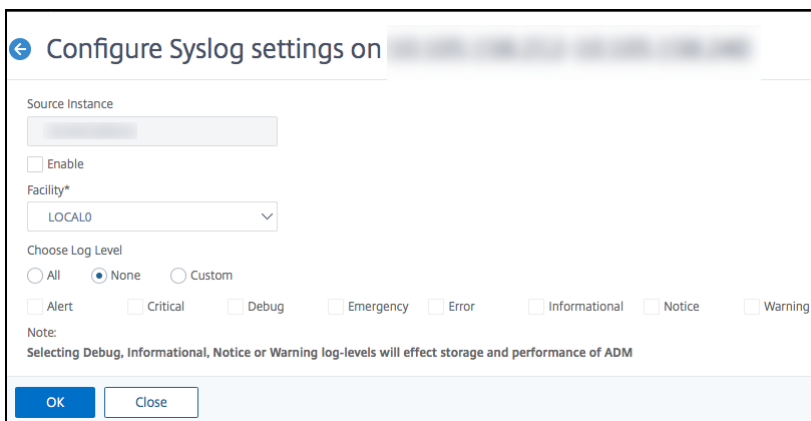 Configure Syslog settings on
Source Instance
Enable
Facility*
LOCAL0
Choose Log Level
All None Custom
Alert Critical Debug Emergency Error Informational Notice Warning
Note:
Selecting Debug, Informational, Notice or Warning log-levels will effect storage and performance of ADM
OK Close